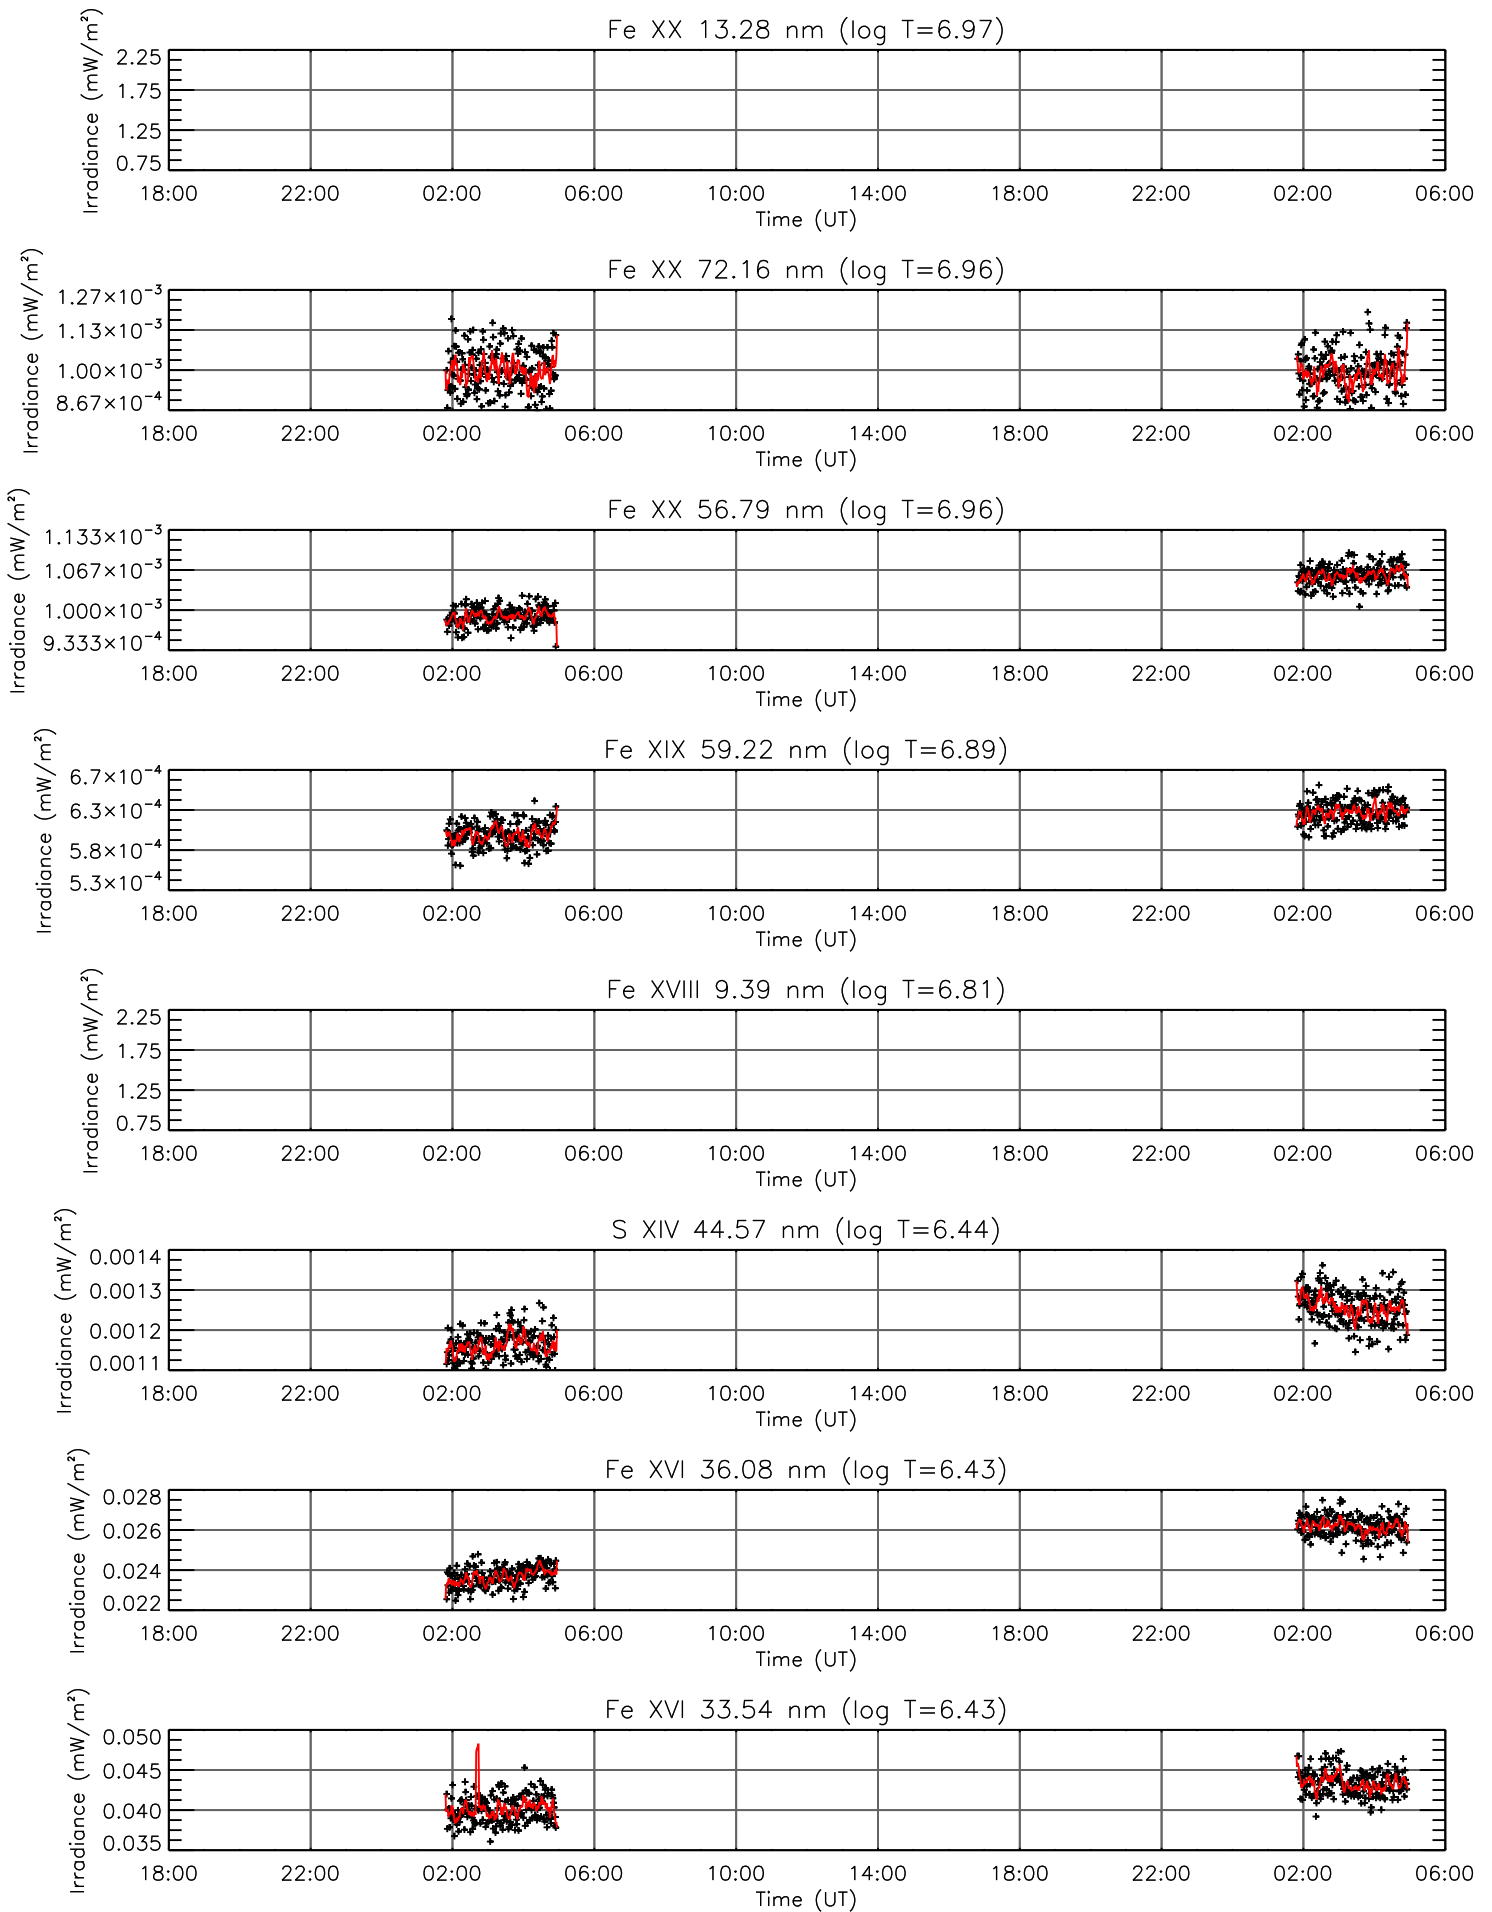 Fe XX 13.28 nm (log T=6.97)
Irradiance (mW/m²)
2.25
1.75
1.25
0.75
18:00 22:00 02:00 06:00 10:00 14:00 18:00 22:00 02:00 06:00
Time (UT)
Fe XX 72.16 nm (log T=6.96)
Irradiance (mW/m²)
1.27×10⁻³
1.13×10⁻³
1.00×10⁻³
8.67×10⁻⁴
18:00 22:00 02:00 06:00 10:00 14:00 18:00 22:00 02:00 06:00
Time (UT)
Fe XX 56.79 nm (log T=6.96)
Irradiance (mW/m²)
1.133×10⁻³
1.067×10⁻³
1.000×10⁻³
9.333×10⁻⁴
18:00 22:00 02:00 06:00 10:00 14:00 18:00 22:00 02:00 06:00
Time (UT)
Fe XIX 59.22 nm (log T=6.89)
Irradiance (mW/m²)
6.7×10⁻⁴
6.3×10⁻⁴
5.8×10⁻⁴
5.3×10⁻⁴
18:00 22:00 02:00 06:00 10:00 14:00 18:00 22:00 02:00 06:00
Time (UT)
Fe XVIII 9.39 nm (log T=6.81)
Irradiance (mW/m²)
2.25
1.75
1.25
0.75
18:00 22:00 02:00 06:00 10:00 14:00 18:00 22:00 02:00 06:00
Time (UT)
S XIV 44.57 nm (log T=6.44)
Irradiance (mW/m²)
0.0014
0.0013
0.0012
0.0011
18:00 22:00 02:00 06:00 10:00 14:00 18:00 22:00 02:00 06:00
Time (UT)
Fe XVI 36.08 nm (log T=6.43)
Irradiance (mW/m²)
0.028
0.026
0.024
0.022
18:00 22:00 02:00 06:00 10:00 14:00 18:00 22:00 02:00 06:00
Time (UT)
Fe XVI 33.54 nm (log T=6.43)
Irradiance (mW/m²)
0.050
0.045
0.040
0.035
18:00 22:00 02:00 06:00 10:00 14:00 18:00 22:00 02:00 06:00
Time (UT)